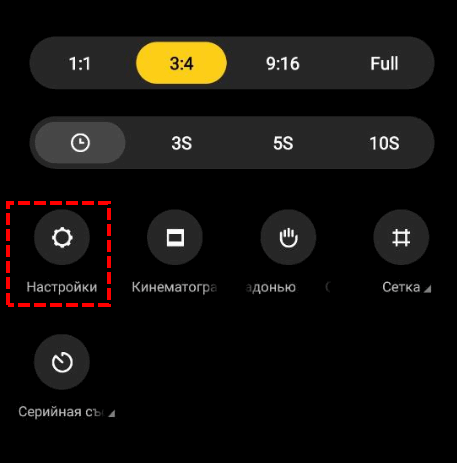 1:1 3:4 9:16 Full
3S 5S 10S
Настройки Кинематогра адонью Сетка
Серийная съ